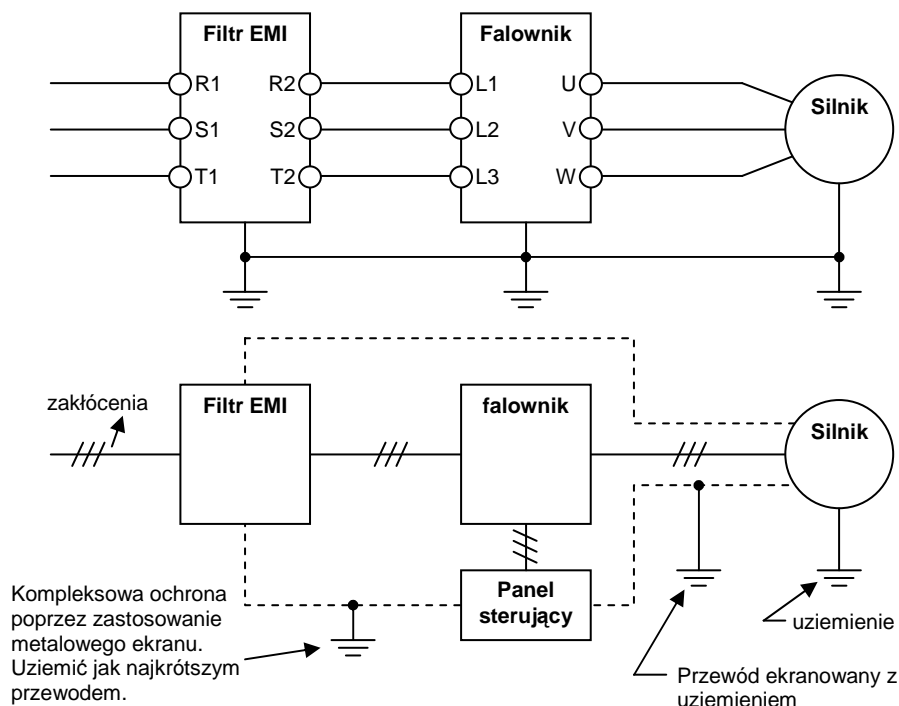 Filtr EMI
Falownik
R1 R2 L1 U
Silnik
S1 S2 L2 V
T1 T2 L3 W
zakłócenia
Filtr EMI
falownik
Silnik
Panel
sterujący
Kompleksowa ochrona
poprzez zastosowanie
metalowego ekranu.
Uziemić jak najkrótszym
przewodem.
uziemienie
Przewód ekranowany z
uziemieniem